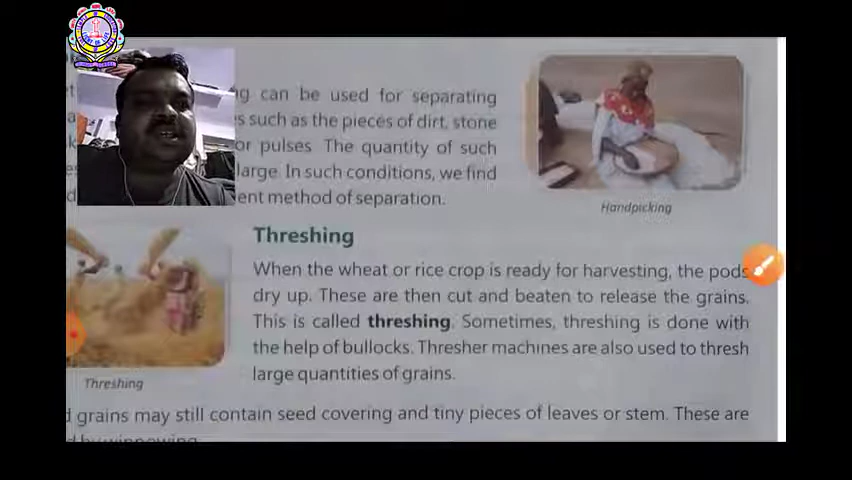 g can be used for separating
s such as the pieces of dirt, stone
or pulses. The quantity of such
large. In such conditions, we find
ent method of separation.
Handpicking
Threshing
When the wheat or rice crop is ready for harvesting, the pods
dry up. These are then cut and beaten to release the grains.
This is called threshing. Sometimes, threshing is done with
the help of bullocks. Thresher machines are also used to thresh
large quantities of grains.
Threshing
d grains may still contain seed covering and tiny pieces of leaves or stem. These are
d by winnowing.